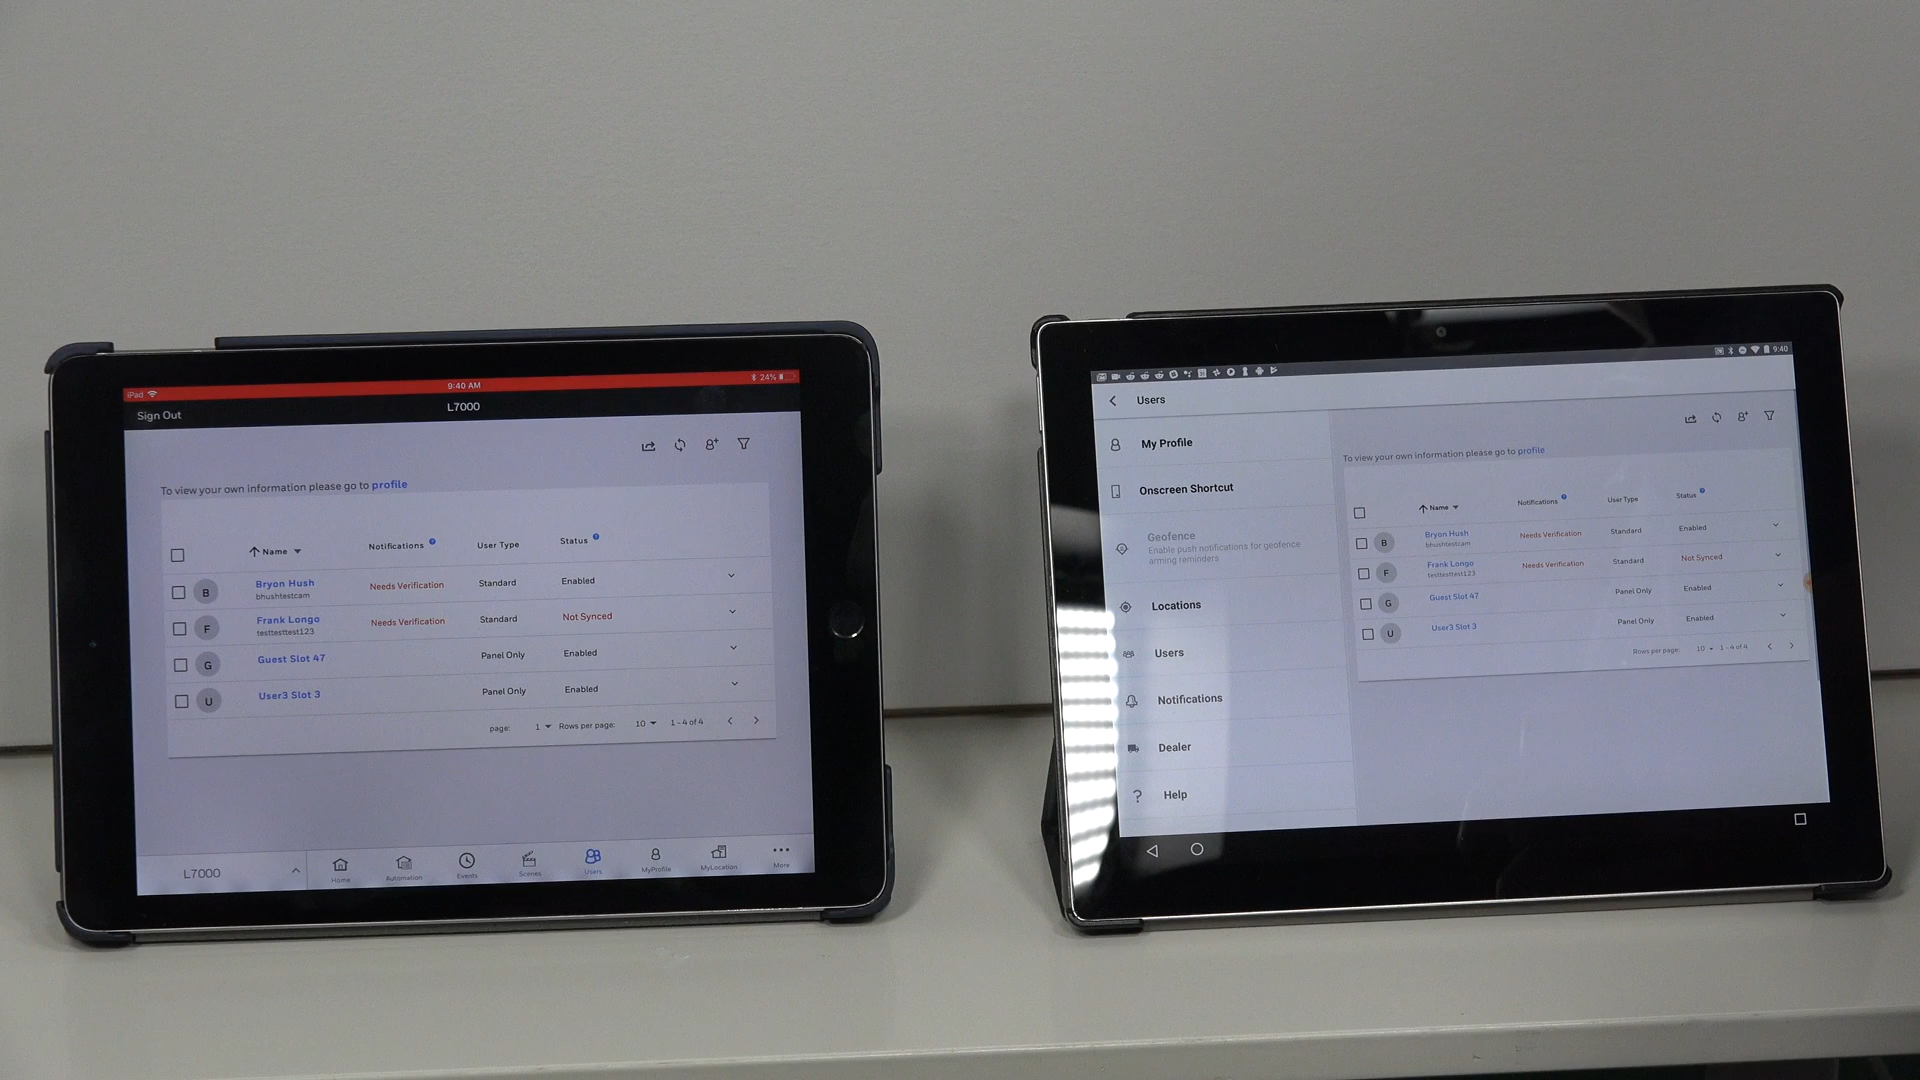 iPad 9:40 AM 24%
Sign Out L7000
To view your own information please go to profile
Name Notifications User Type Status
B Bryon Hush Needs Verification Standard Enabled
bhushtestcam
F Frank Longo Needs Verification Standard Not Synced
testtesttest123
G Guest Slot 47 Panel Only Enabled
U User3 Slot 3 Panel Only Enabled
page: 1 Rows per page: 10 1-4 of 4
L7000 Home Automation Events Scenes Users MyProfile MyLocation More
9:40
Users
My Profile
Onscreen Shortcut
Geofence
Enable push notifications for geofence
arming reminders
Locations
Users
Notifications
Dealer
? Help
To view your own information please go to profile
Name Notifications User Type Status
B Bryon Hush Needs Verification Standard Enabled
bhushtestcam
F Frank Longo Needs Verification Standard Not Synced
testtesttest123
G Guest Slot 47 Panel Only Enabled
U User3 Slot 3 Panel Only Enabled
Rows per page: 10 1-4 of 4